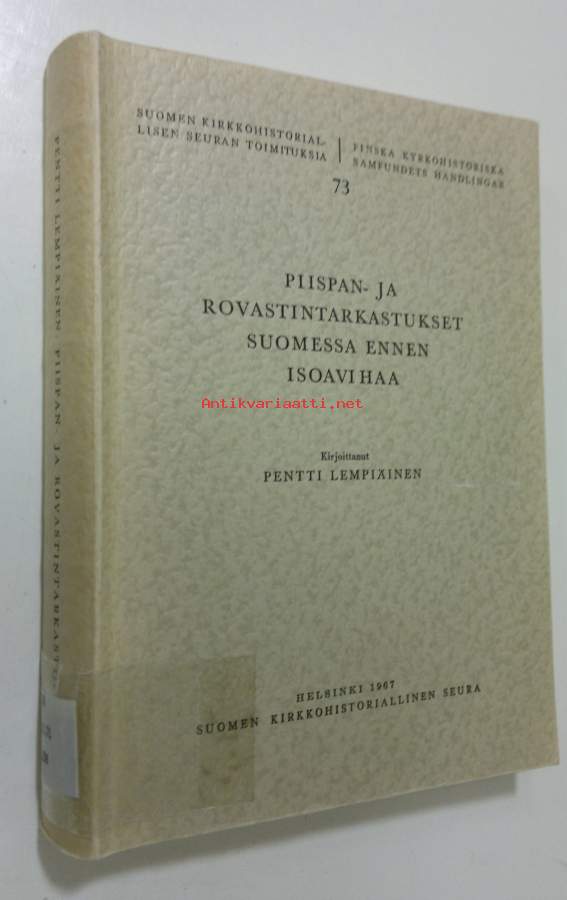 SUOMEN KIRKKOHISTORIAL-
LISEN SEURAN TOIMITUKSIA
FINSKA KYRKOHISTORISKA
SAMFUNDETS HANDLINGAR
73
PIISPAN- JA
ROVASTINTARKASTUKSET
SUOMESSA ENNEN
ISOAVIHAA
Antikvariaatti.net
Kirjoittanut
PENTTI LEMPIÄINEN
HELSINKI 1967
SUOMEN KIRKKOHISTORIALLINEN SEURA
PENTTI LEMPIÄINEN PIISPAN- JA ROVASTINTARKASTU